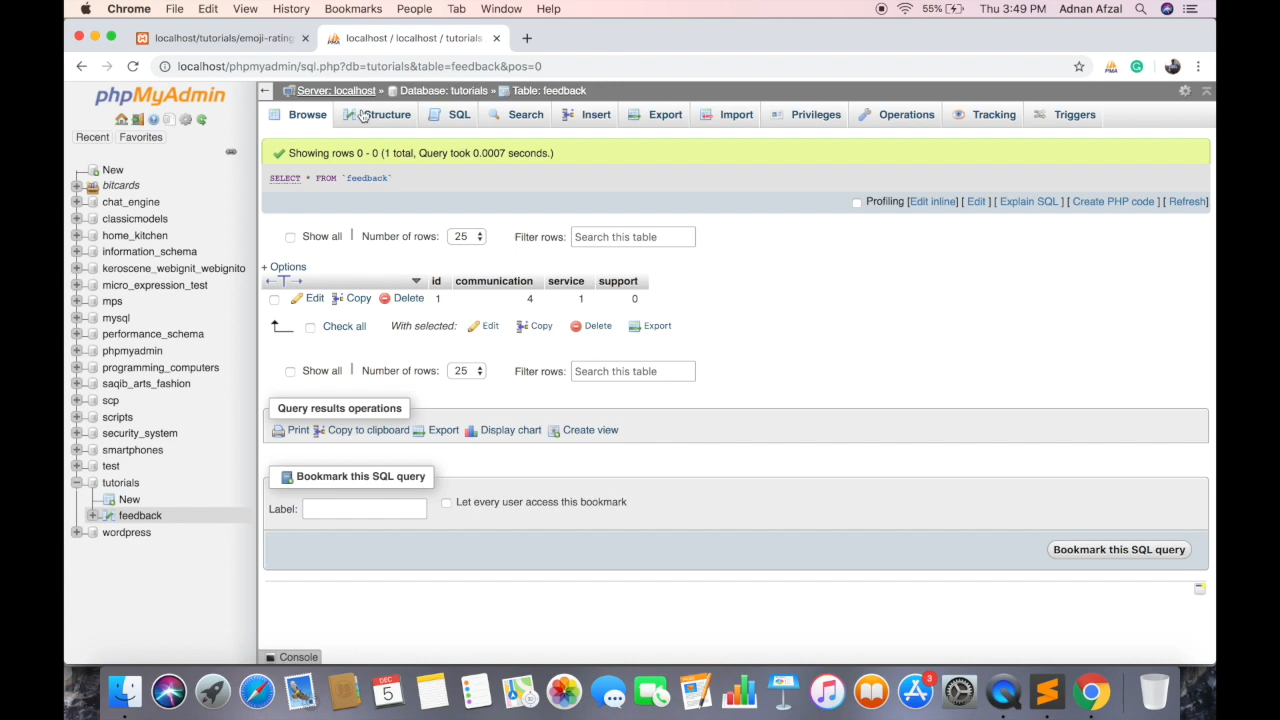 Chrome File Edit View History Bookmarks People Tab Window Help 55% Thu 3:49 PM Adnan Afzal
localhost/tutorials/emoji-rating × localhost / localhost / tutorials × +
localhost/phpmyadmin/sql.php?db=tutorials&table=feedback&pos=0
phpMyAdmin
Recent Favorites
New
bitcards
chat_engine
classicmodels
home_kitchen
information_schema
keroscene_webignit_webignito
micro_expression_test
mps
mysql
performance_schema
phpmyadmin
programming_computers
saqib_arts_fashion
scp
scripts
security_system
smartphones
test
tutorials
New
feedback
wordpress
Server: localhost » Database: tutorials » Table: feedback
Browse Structure SQL Search Insert Export Import Privileges Operations Tracking Triggers
Showing rows 0 - 0 (1 total, Query took 0.0007 seconds.)
SELECT * FROM `feedback`
Profiling [Edit inline] [ Edit ] [ Explain SQL ] [ Create PHP code ] [ Refresh]
Show all | Number of rows: 25 Filter rows: Search this table
+ Options
←T→ id communication service support
Edit Copy Delete 1 4 1 0
Check all With selected: Edit Copy Delete Export
Show all | Number of rows: 25 Filter rows: Search this table
Query results operations
Print Copy to clipboard Export Display chart Create view
Bookmark this SQL query
Label: Let every user access this bookmark
Bookmark this SQL query
Console
DEC
5
3